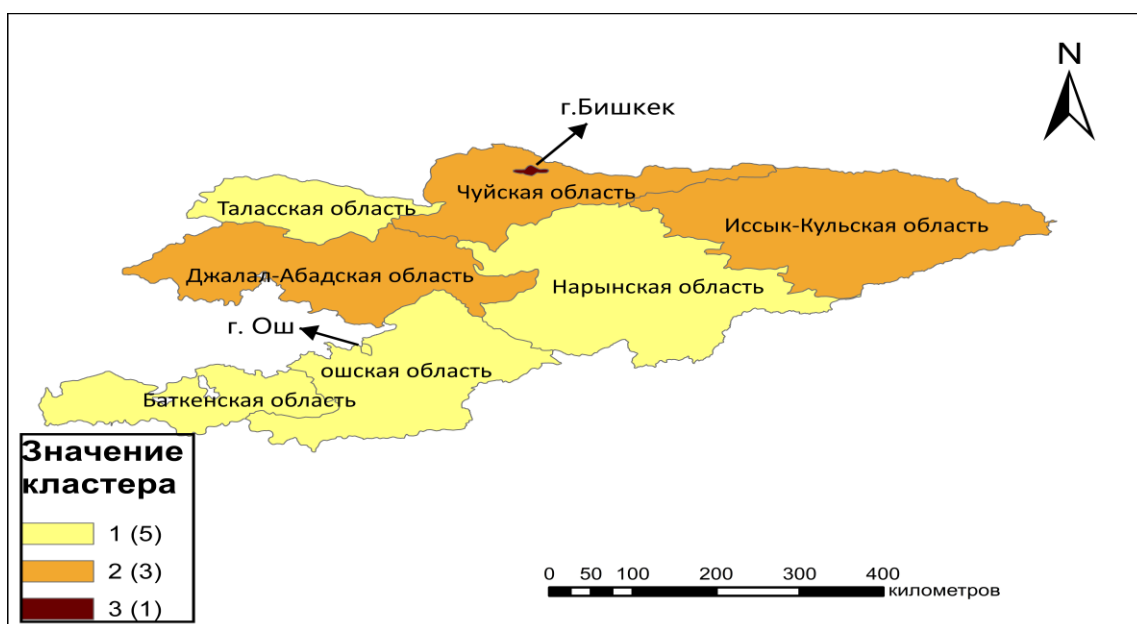 N
г.Бишкек
Чуйская область
Таласская область
Иссык-Кульская область
Джалал-Абадская область
Нарынская область
г. Ош
ошская область
Баткенская область
Значение
кластера
1 (5)
2 (3)
3 (1)
0 50 100 200 300 400
километров